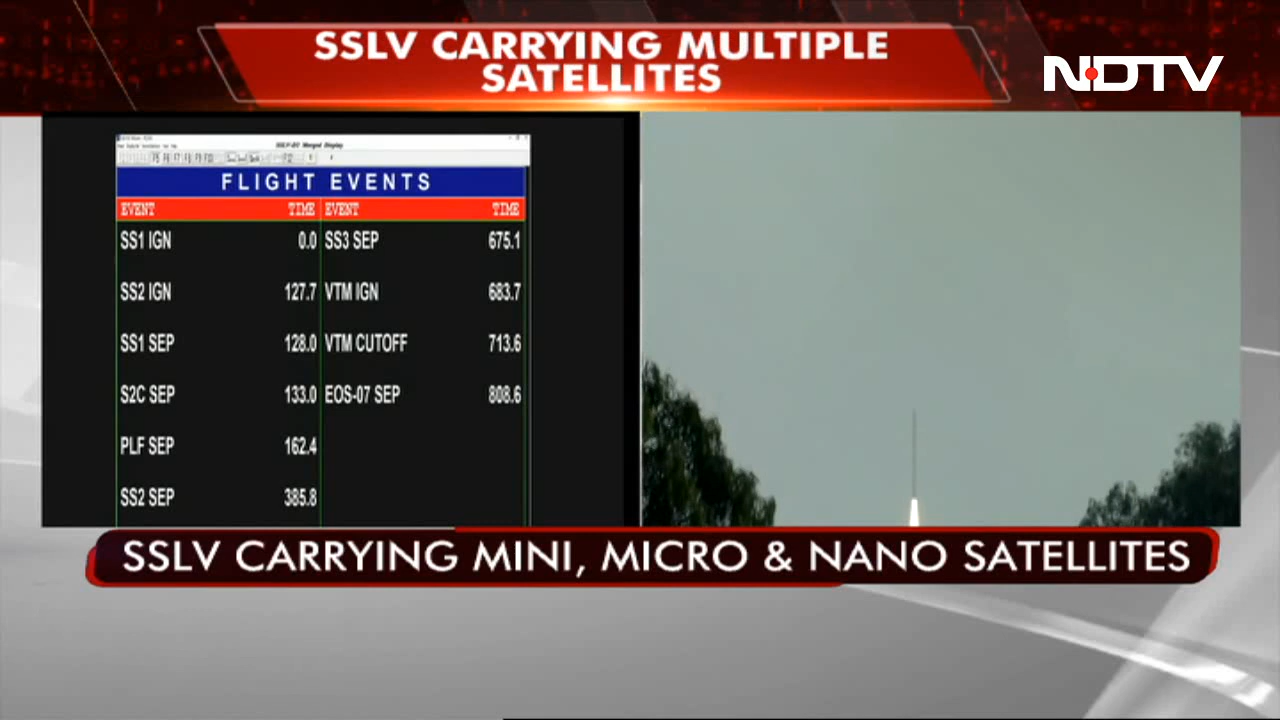 SSLV CARRYING MULTIPLE
SATELLITES
NDTV
Merged Display
FLIGHT EVENTS
EVENT TIME EVENT TIME
SS1 IGN 0.0 SS3 SEP 675.1
SS2 IGN 127.7 VTM IGN 683.7
SS1 SEP 128.0 VTM CUTOFF 713.6
S2C SEP 133.0 EOS-07 SEP 808.6
PLF SEP 162.4
SS2 SEP 385.8
SSLV CARRYING MINI, MICRO & NANO SATELLITES